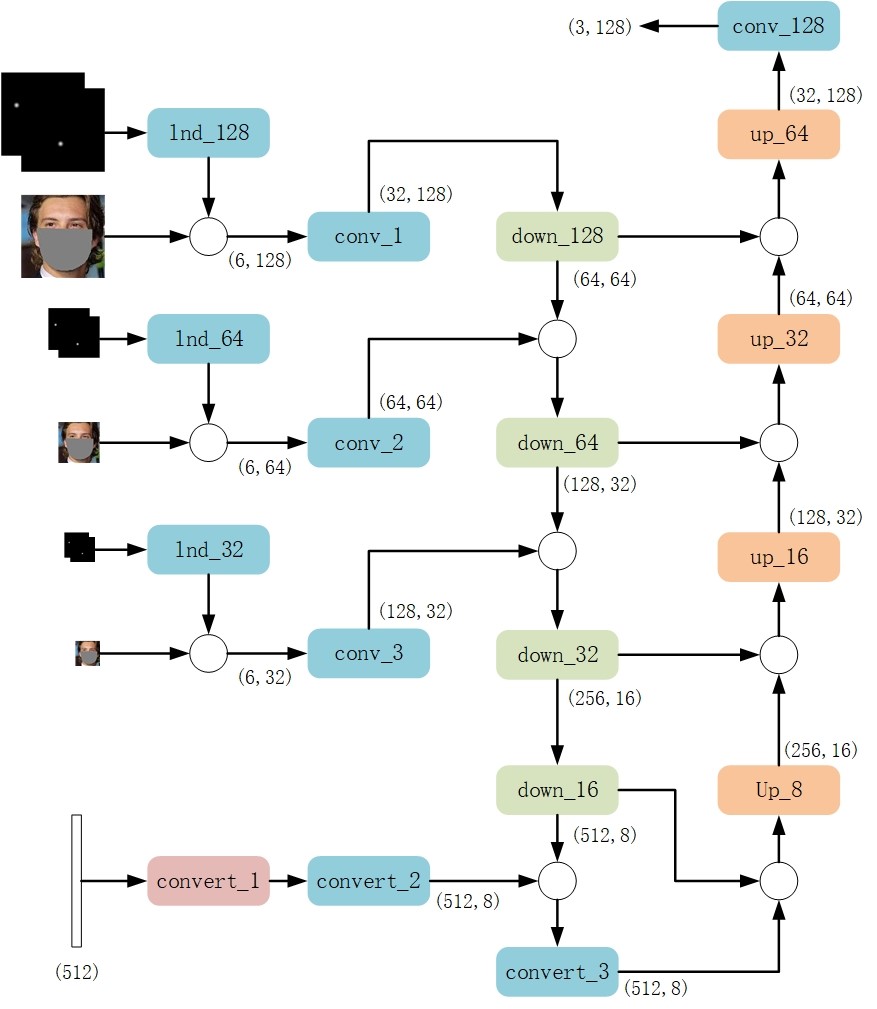 (3,128)
conv_128
(32,128)
lnd_128
up_64
(32,128)
conv_1
down_128
(6,128)
(64,64)
(64,64)
lnd_64
up_32
(64,64)
conv_2
down_64
(6,64)
(128,32)
(128,32)
lnd_32
up_16
(128,32)
conv_3
down_32
(6,32)
(256,16)
(256,16)
down_16
Up_8
(512,8)
convert_1
convert_2
(512,8)
(512)
convert_3
(512,8)